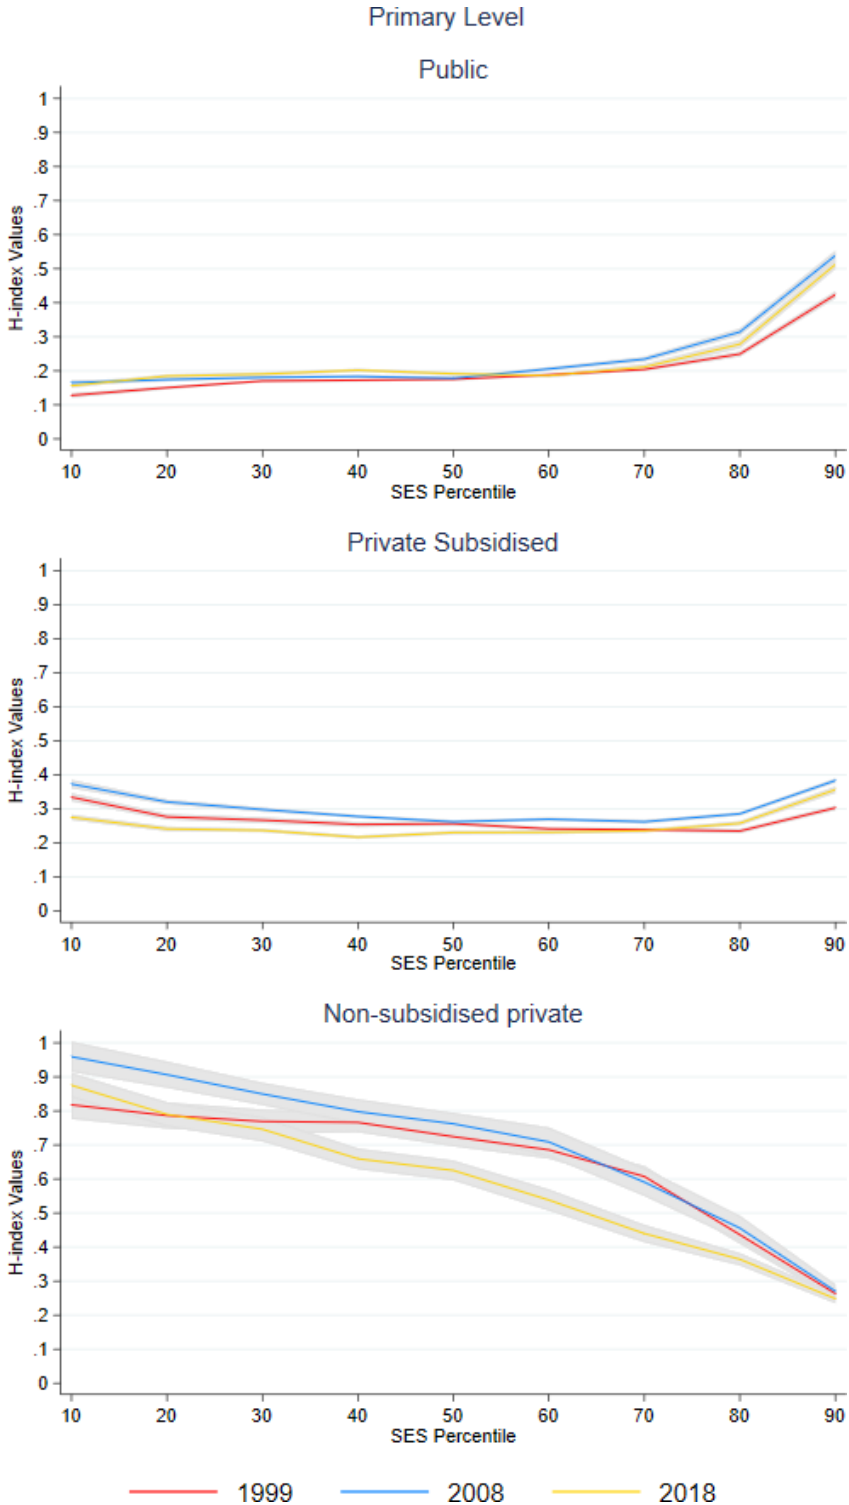 Primary Level
Public
H-index Values
1
.9
.8
.7
.6
.5
.4
.3
.2
.1
0
10 20 30 40 50 60 70 80 90
SES Percentile
Private Subsidised
H-index Values
1
.9
.8
.7
.6
.5
.4
.3
.2
.1
0
10 20 30 40 50 60 70 80 90
SES Percentile
Non-subsidised private
H-index Values
1
.9
.8
.7
.6
.5
.4
.3
.2
.1
0
10 20 30 40 50 60 70 80 90
SES Percentile
1999 2008 2018